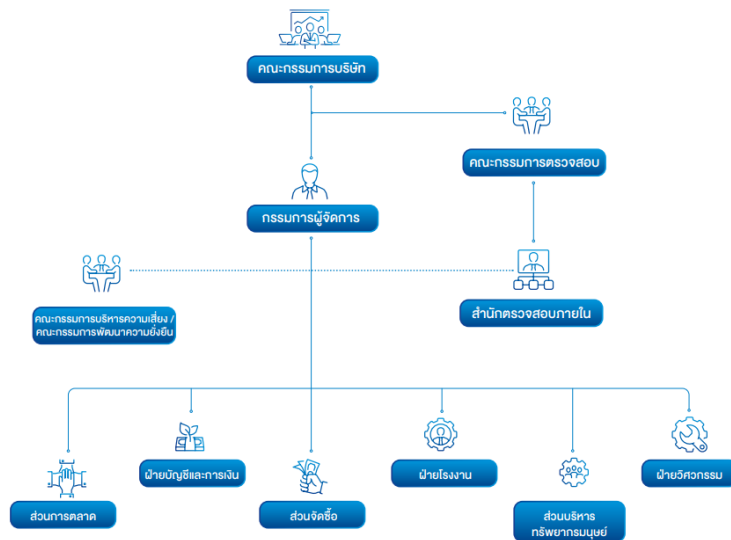 คณะกรรมการบริษัท
คณะกรรมการตรวจสอบ
กรรมการผู้จัดการ
คณะกรรมการบริหารความเสี่ยง /
คณะกรรมการพัฒนาความยั่งยืน
สำนักตรวจสอบภายใน
ฝ่ายบัญชีและการเงิน
ฝ่ายโรงงาน
ฝ่ายวิศวกรรม
ส่วนการตลาด
ส่วนจัดซื้อ
ส่วนบริหาร
ทรัพยากรมนุษย์